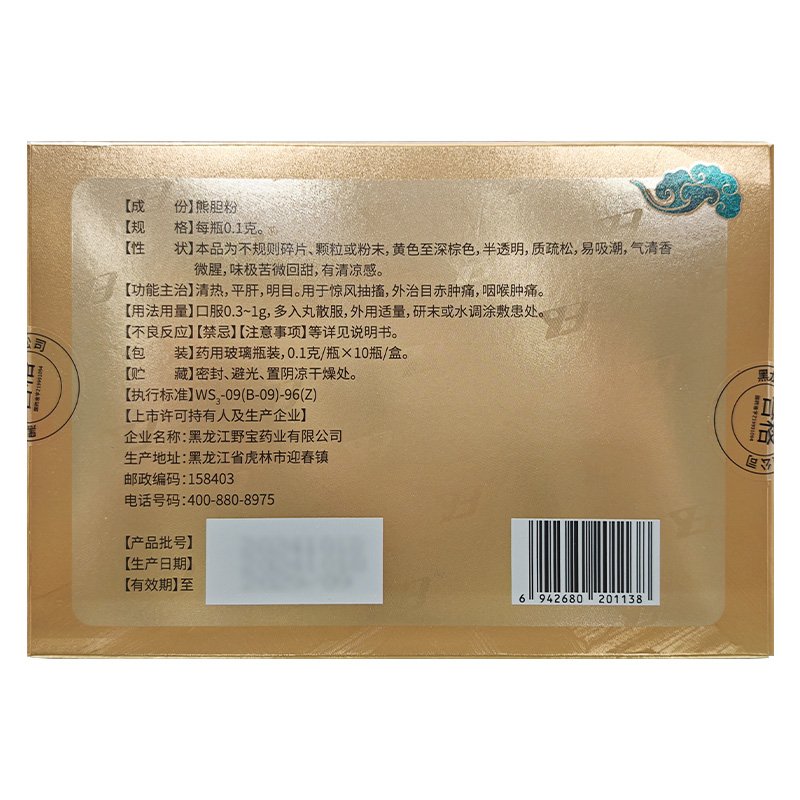 【成　份】熊胆粉
【规　格】每瓶0.1克。
【性　状】本品为不规则碎片、颗粒或粉末,黄色至深棕色,半透明,质疏松,易吸潮,气清香
微腥,味极苦微回甜,有清凉感。
【功能主治】清热,平肝,明目。用于惊风抽搐,外治目赤肿痛,咽喉肿痛。
【用法用量】口服0.3~1g,多入丸散服,外用适量,研末或水调涂敷患处。
【不良反应】【禁忌】【注意事项】等详见说明书。
【包　装】药用玻璃瓶装,0.1克/瓶×10瓶/盒。
【贮　藏】密封、避光、置阴凉干燥处。
【执行标准】WS3-09(B-09)-96(Z)
【上市许可持有人及生产企业】
企业名称:黑龙江野宝药业有限公司
生产地址:黑龙江省虎林市迎春镇
邮政编码:158403
电话号码:400-880-8975
【产品批号】
【生产日期】
【有效期】至
6 942680 201138
公司
黑
黑龙
合格
公司